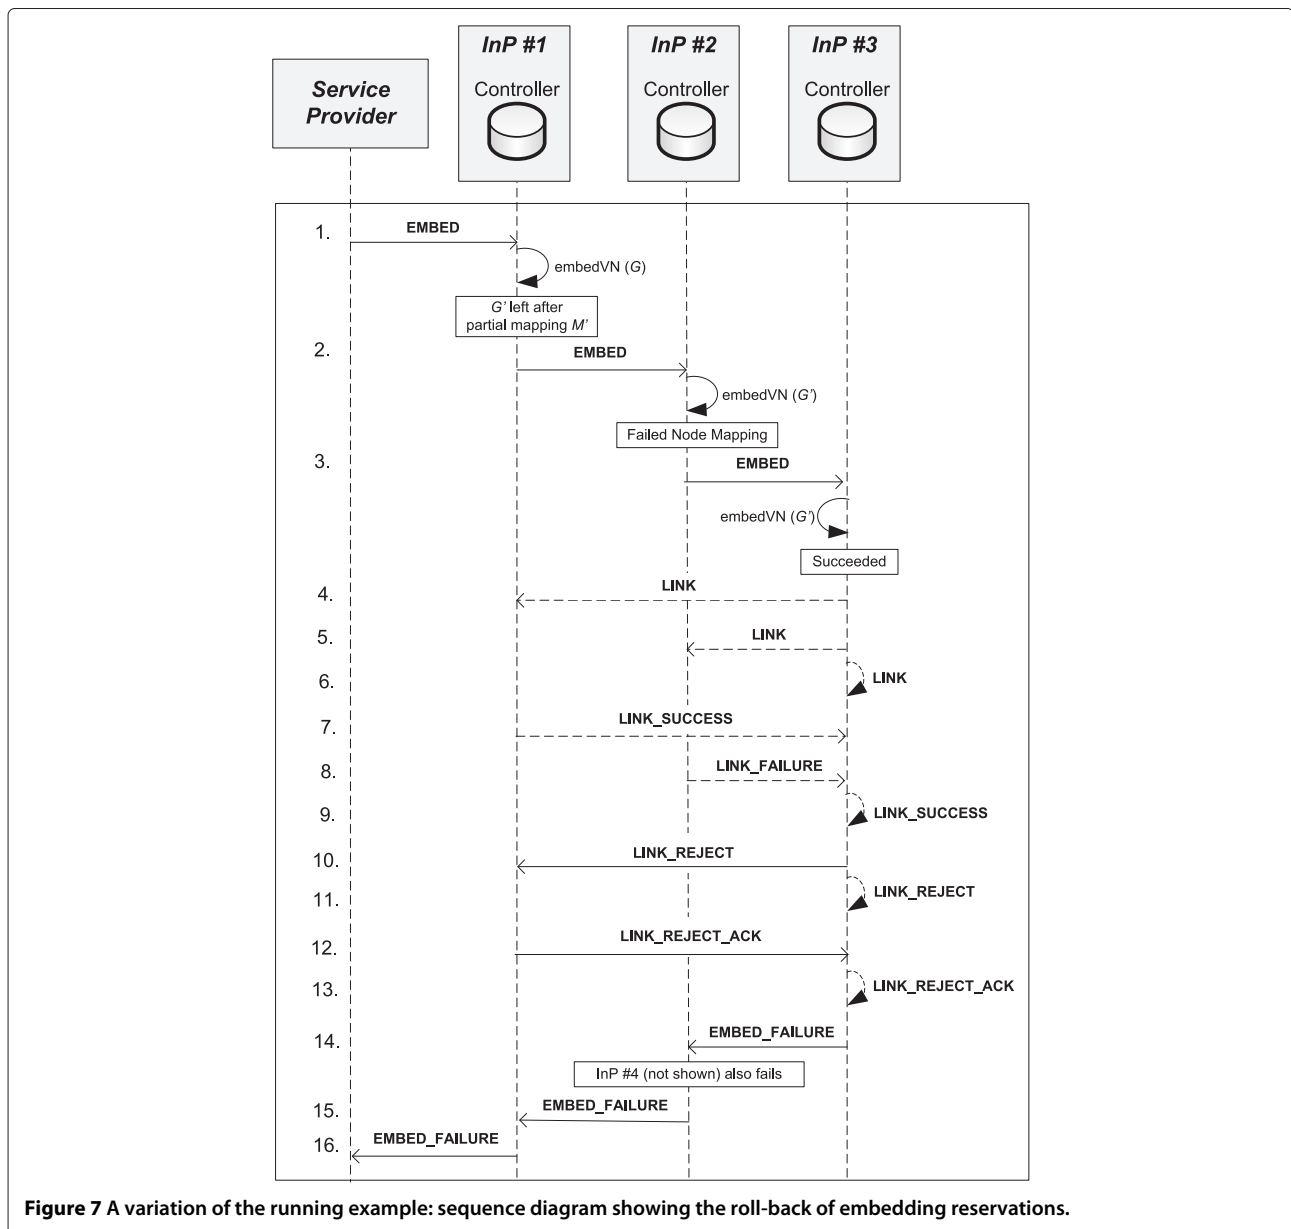 InP #1
InP #2
InP #3
Service
Provider
Controller
Controller
Controller
1.
EMBED
embedVN (G)
G’ left after
partial mapping M’
2.
EMBED
embedVN (G’)
Failed Node Mapping
3.
EMBED
embedVN (G’)
Succeeded
4.
LINK
5.
LINK
6.
LINK
7.
LINK_SUCCESS
8.
LINK_FAILURE
9.
LINK_SUCCESS
10.
LINK_REJECT
11.
LINK_REJECT
12.
LINK_REJECT_ACK
13.
LINK_REJECT_ACK
14.
EMBED_FAILURE
InP #4 (not shown) also fails
15.
EMBED_FAILURE
16.
EMBED_FAILURE
Figure 7 A variation of the running example: sequence diagram showing the roll-back of embedding reservations.